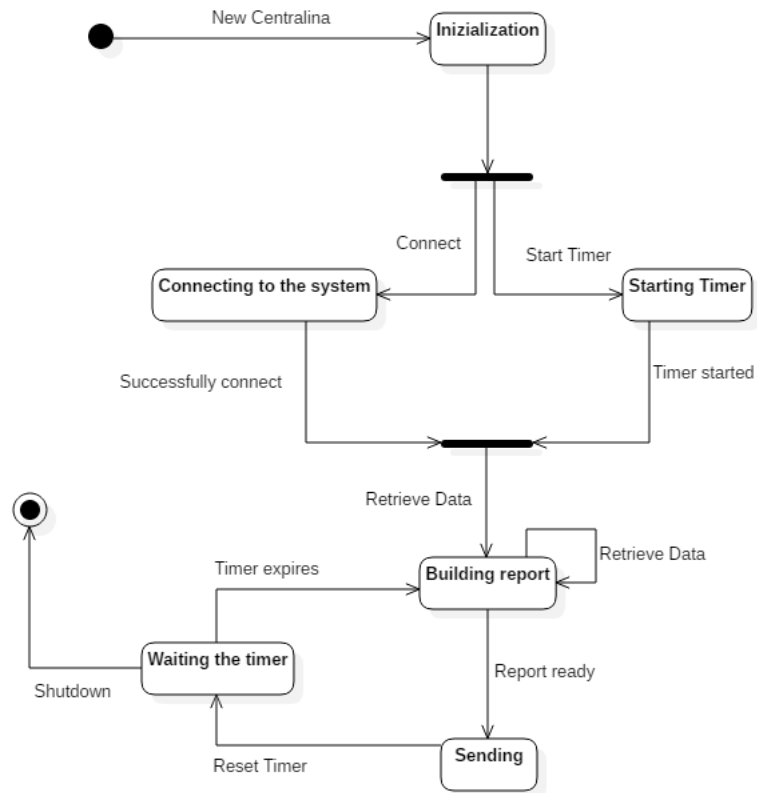 New Centralina
Inizialization
Connect
Start Timer
Connecting to the system
Starting Timer
Successfully connect
Timer started
Retrieve Data
Retrieve Data
Building report
Timer expires
Waiting the timer
Report ready
Shutdown
Sending
Reset Timer